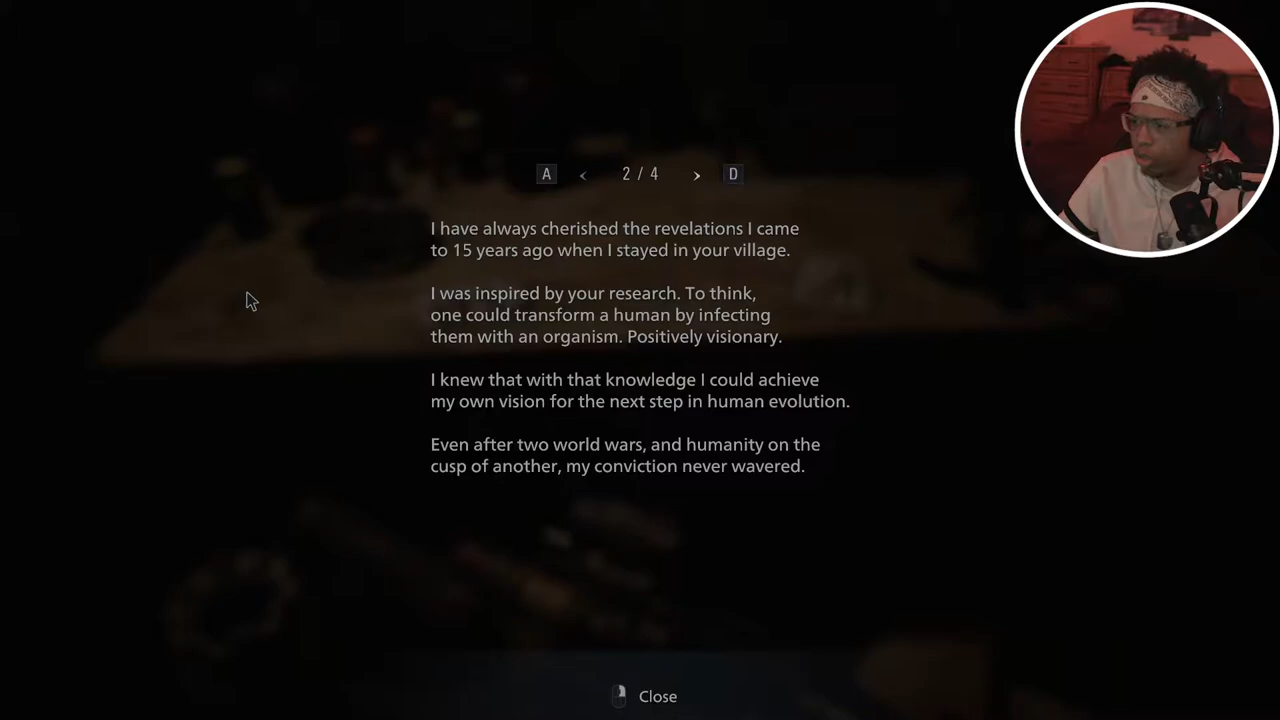 A < 2 / 4 > D
I have always cherished the revelations I came
to 15 years ago when I stayed in your village.
I was inspired by your research. To think,
one could transform a human by infecting
them with an organism. Positively visionary.
I knew that with that knowledge I could achieve
my own vision for the next step in human evolution.
Even after two world wars, and humanity on the
cusp of another, my conviction never wavered.
Close